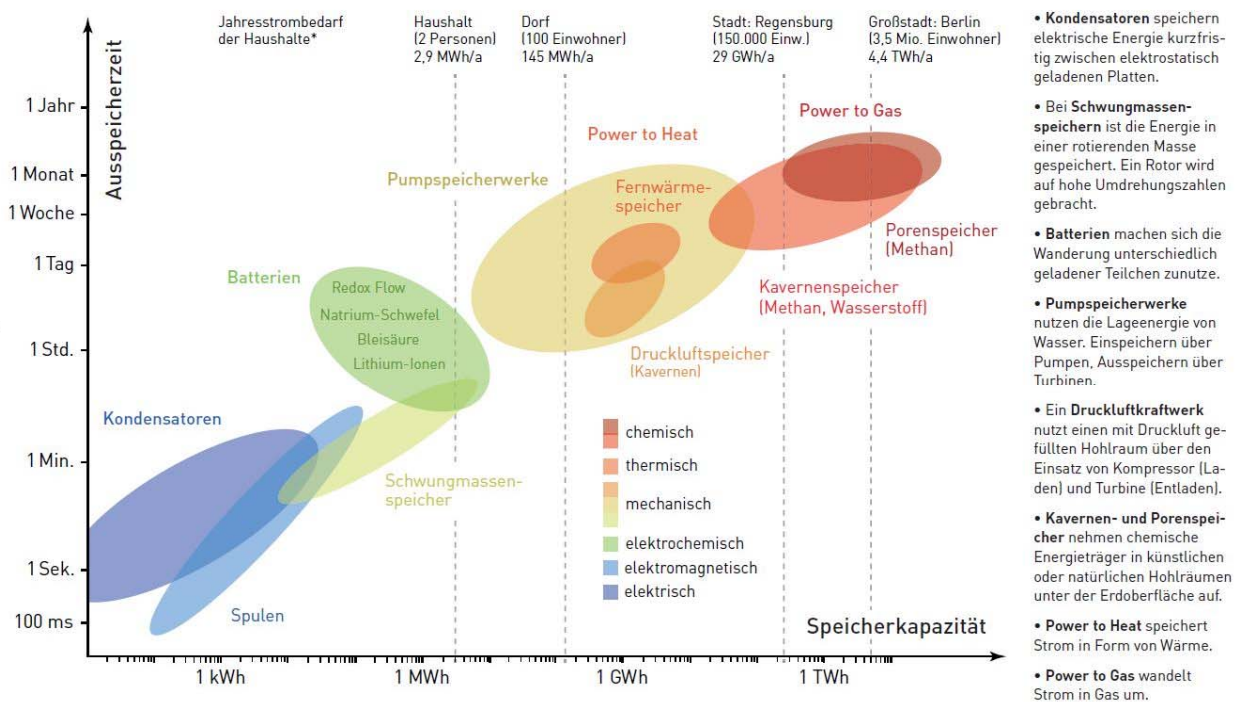 Jahresstrombedarf
der Haushalte*
Haushalt
(2 Personen)
2,9 MWh/a
Dorf
(100 Einwohner)
145 MWh/a
Stadt: Regensburg
(150.000 Einw.)
29 GWh/a
Großstadt: Berlin
(3,5 Mio. Einwohner)
4,4 TWh/a
Ausspeicherzeit
1 Jahr
1 Monat
1 Woche
1 Tag
1 Std.
1 Min.
1 Sek.
100 ms
Power to Gas
Power to Heat
Pumpspeicherwerke
Fernwärme-
speicher
Porenspeicher
(Methan)
Kavernenspeicher
(Methan, Wasserstoff)
Batterien
Redox Flow
Natrium-Schwefel
Bleisäure
Lithium-Ionen
Druckluftspeicher
(Kavernen)
Kondensatoren
Schwungmassen-
speicher
Spulen
chemisch
thermisch
mechanisch
elektrochemisch
elektromagnetisch
elektrisch
Speicherkapazität
1 kWh
1 MWh
1 GWh
1 TWh
• Kondensatoren speichern
elektrische Energie kurzfris-
tig zwischen elektrostatisch
geladenen Platten.
• Bei Schwungmassen-
speichern ist die Energie in
einer rotierenden Masse
gespeichert. Ein Rotor wird
auf hohe Umdrehungszahlen
gebracht.
• Batterien machen sich die
Wanderung unterschiedlich
geladener Teilchen zunutze.
• Pumpspeicherwerke
nutzen die Lageenergie von
Wasser. Einspeichern über
Pumpen, Ausspeichern über
Turbinen.
• Ein Druckluftkraftwerk
nutzt einen mit Druckluft ge-
füllten Hohlraum über den
Einsatz von Kompressor (La-
den) und Turbine (Entladen).
• Kavernen- und Porenspei-
cher nehmen chemische
Energieträger in künstlichen
oder natürlichen Hohlräumen
unter der Erdoberfläche auf.
• Power to Heat speichert
Strom in Form von Wärme.
• Power to Gas wandelt
Strom in Gas um.